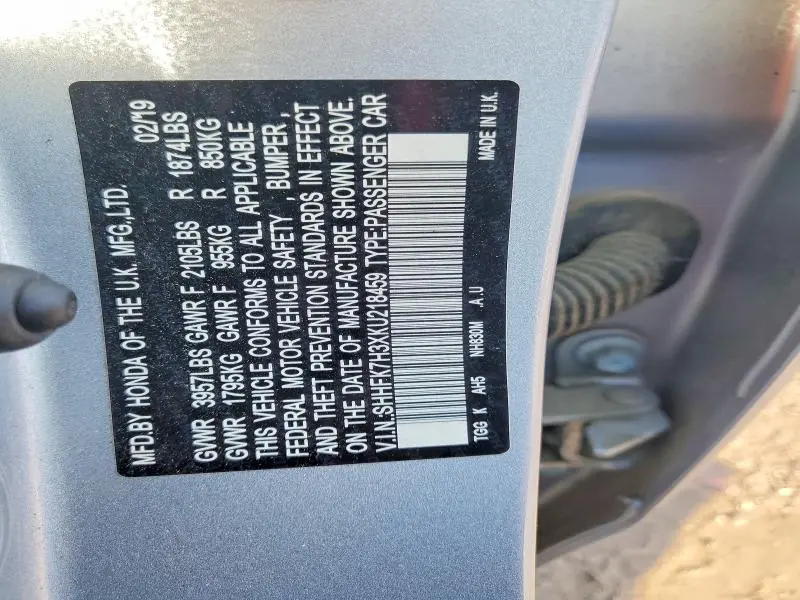 MFD.BY HONDA OF THE U.K. MFG.,LTD. 02/19
GVWR 3957LBS GAWR F 2105LBS R 1874LBS
GVWR 1795KG GAWR F 955KG R 850KG
THIS VEHICLE CONFORMS TO ALL APPLICABLE
FEDERAL MOTOR VEHICLE SAFETY , BUMPER ,
AND THEFT PREVENTION STANDARDS IN EFFECT
ON THE DATE OF MANUFACTURE SHOWN ABOVE.
V.I.N.:SHHFK7H3XKU218459 TYPE:PASSENGER CAR
TGG K AH5 NH830M .A.U MADE IN U.K.